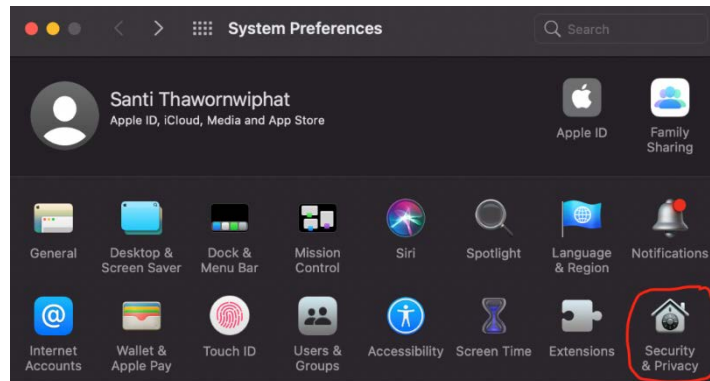 System Preferences
Search
Santi Thawornwiphat
Apple ID, iCloud, Media and App Store
Apple ID
Family
Sharing
General
Desktop &
Screen Saver
Dock &
Menu Bar
Mission
Control
Siri
Spotlight
Language
& Region
Notifications
Internet
Accounts
Wallet &
Apple Pay
Touch ID
Users &
Groups
Accessibility
Screen Time
Extensions
Security
& Privacy